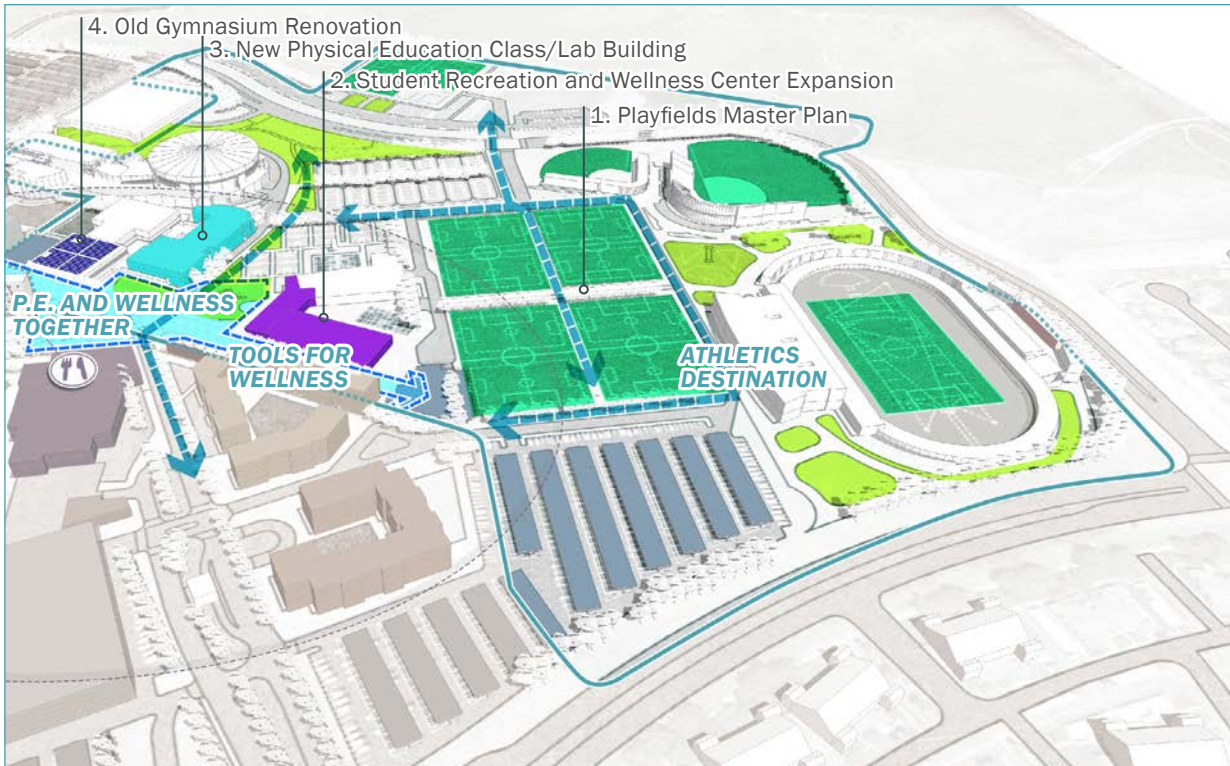 4. Old Gymnasium Renovation
3. New Physical Education Class/Lab Building
2. Student Recreation and Wellness Center Expansion
1. Playfields Master Plan
P.E. AND WELLNESS
TOGETHER
TOOLS FOR
WELLNESS
ATHLETICS
DESTINATION